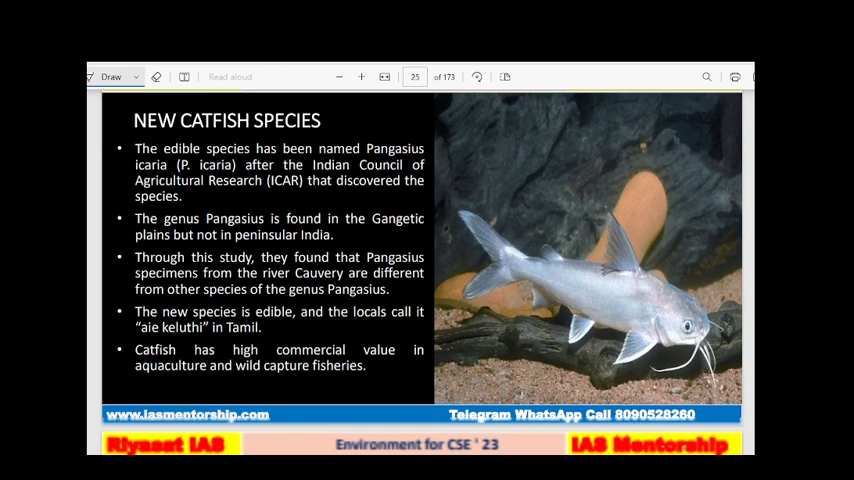 Draw
Read aloud
25
of 173
NEW CATFISH SPECIES
• The edible species has been named Pangasius
icaria (P. icaria) after the Indian Council of
Agricultural Research (ICAR) that discovered the
species.
• The genus Pangasius is found in the Gangetic
plains but not in peninsular India.
• Through this study, they found that Pangasius
specimens from the river Cauvery are different
from other species of the genus Pangasius.
• The new species is edible, and the locals call it
“aie keluthi” in Tamil.
• Catfish has high commercial value in
aquaculture and wild capture fisheries.
www.iasmentorship.com Telegram WhatsApp Call 8090528260
Riyasat IAS Environment for CSE ' 23 IAS Mentorship